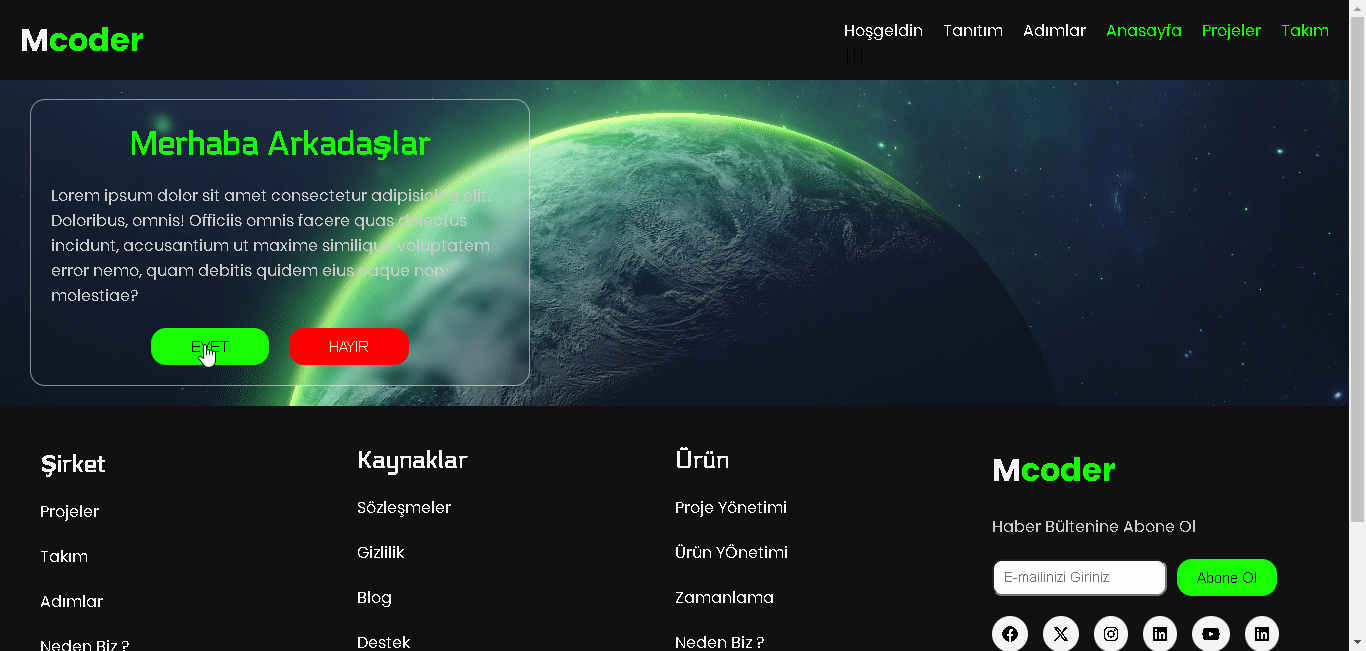 Mcoder
Hoşgeldin Tanıtım Adımlar Anasayfa Projeler Takım
Merhaba Arkadaşlar
Lorem ipsum dolor sit amet consectetur adipisicing elit.
Doloribus, omnis! Officiis omnis facere quas delectus
incidunt, accusantium ut maxime similique voluptatem
error nemo, quam debitis quidem eius eaque non
molestiae?
EVET HAYIR
Şirket
Projeler
Takım
Adımlar
Neden Biz ?
Kaynaklar
Sözleşmeler
Gizlilik
Blog
Destek
Ürün
Proje Yönetimi
Ürün YÖnetimi
Zamanlama
Neden Biz ?
Mcoder
Haber Bültenine Abone Ol
E-mailinizi Giriniz Abone Ol